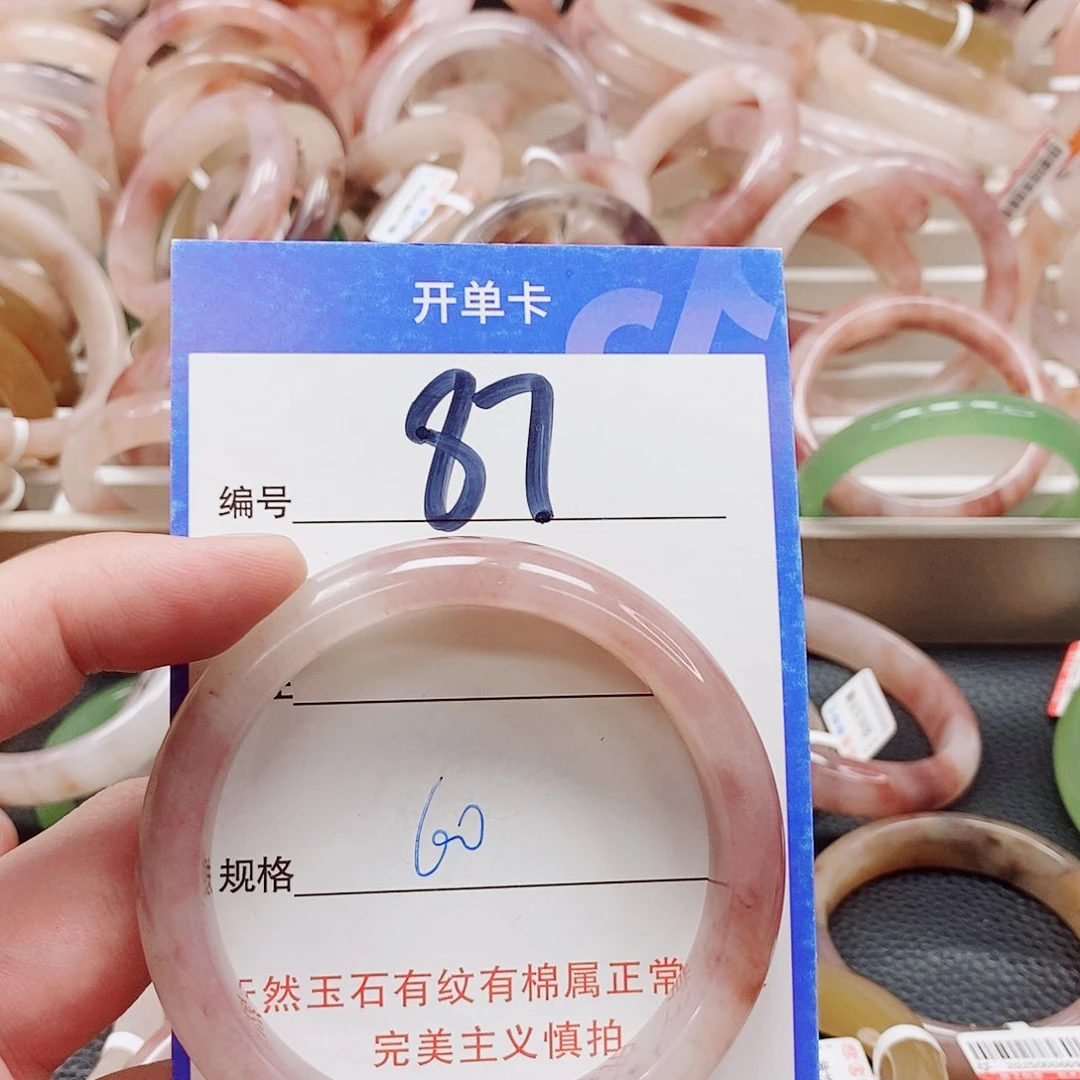 开单卡
编号 87
规格 60
天然玉石有纹有棉属正常
完美主义慎拍